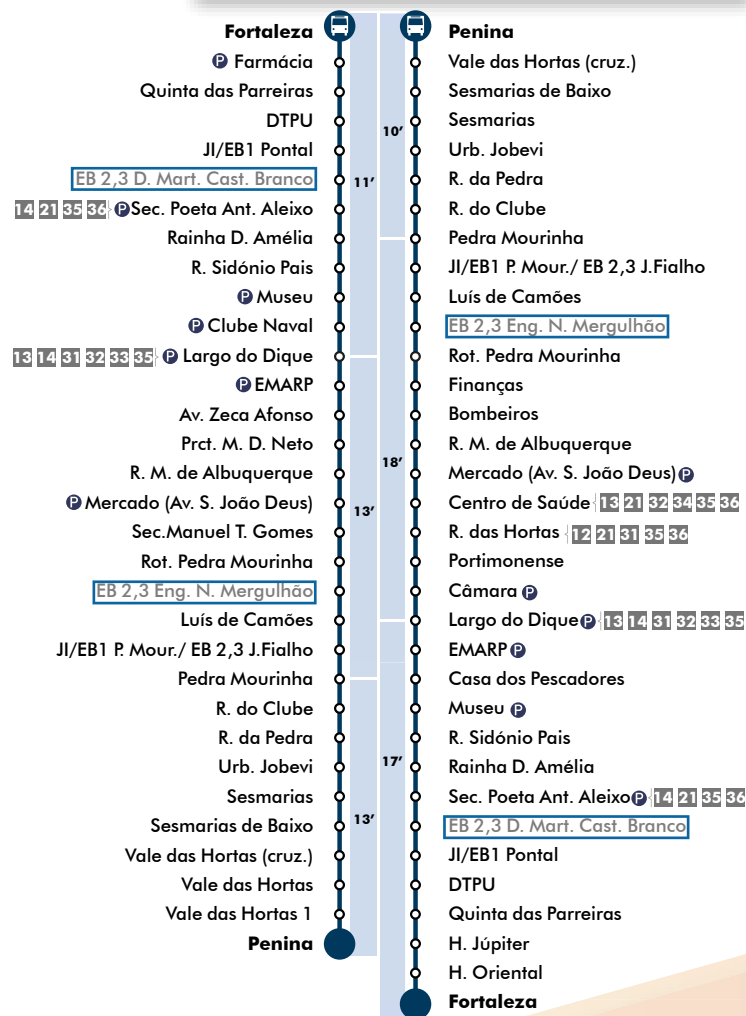 Fortaleza
P Farmácia
Quinta das Parreiras
DTPU
JI/EB1 Pontal
EB 2,3 D. Mart. Cast. Branco
14 21 35 36 P Sec. Poeta Ant. Aleixo
Rainha D. Amélia
R. Sidónio Pais
P Museu
P Clube Naval
13 14 31 32 33 35 P Largo do Dique
P EMARP
Av. Zeca Afonso
Prct. M. D. Neto
R. M. de Albuquerque
P Mercado (Av. S. João Deus)
Sec.Manuel T. Gomes
Rot. Pedra Mourinha
EB 2,3 Eng. N. Mergulhão
Luís de Camões
JI/EB1 P. Mour./ EB 2,3 J.Fialho
Pedra Mourinha
R. do Clube
R. da Pedra
Urb. Jobevi
Sesmarias
Sesmarias de Baixo
Vale das Hortas (cruz.)
Vale das Hortas
Vale das Hortas 1
Penina
11’
13’
13’
10’
18’
17’
Penina
Vale das Hortas (cruz.)
Sesmarias de Baixo
Sesmarias
Urb. Jobevi
R. da Pedra
R. do Clube
Pedra Mourinha
JI/EB1 P. Mour./ EB 2,3 J.Fialho
Luís de Camões
EB 2,3 Eng. N. Mergulhão
Rot. Pedra Mourinha
Finanças
Bombeiros
R. M. de Albuquerque
Mercado (Av. S. João Deus) P
Centro de Saúde 13 21 32 34 35 36
R. das Hortas 12 21 31 35 36
Portimonense
Câmara P
Largo do Dique P 13 14 31 32 33 35
EMARP P
Casa dos Pescadores
Museu P
R. Sidónio Pais
Rainha D. Amélia
Sec. Poeta Ant. Aleixo P 14 21 35 36
EB 2,3 D. Mart. Cast. Branco
JI/EB1 Pontal
DTPU
Quinta das Parreiras
H. Júpiter
H. Oriental
Fortaleza